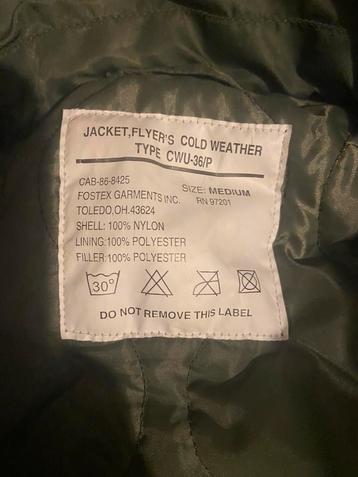 JACKET,FLYER'S COLD WEATHER
TYPE CWU-36/P
CAB-86-8425
SIZE: MEDIUM
FOSTEX GARMENTS INC.
RN 97201
TOLEDO,OH.43624
SHELL: 100% NYLON
LINING:100% POLYESTER
FILLER:100% POLYESTER
30°
DO NOT REMOVE THIS LABEL